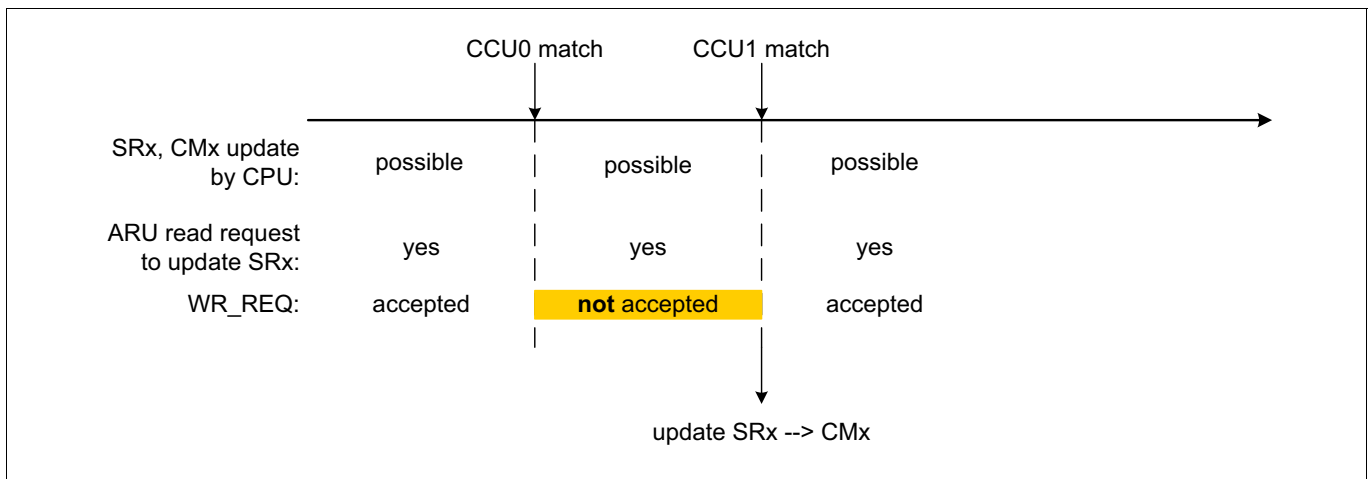 CCU0 match CCU1 match
SRx, CMx update
by CPU: possible possible possible
ARU read request
to update SRx: yes yes yes
WR_REQ: accepted not accepted accepted
update SRx --> CMx